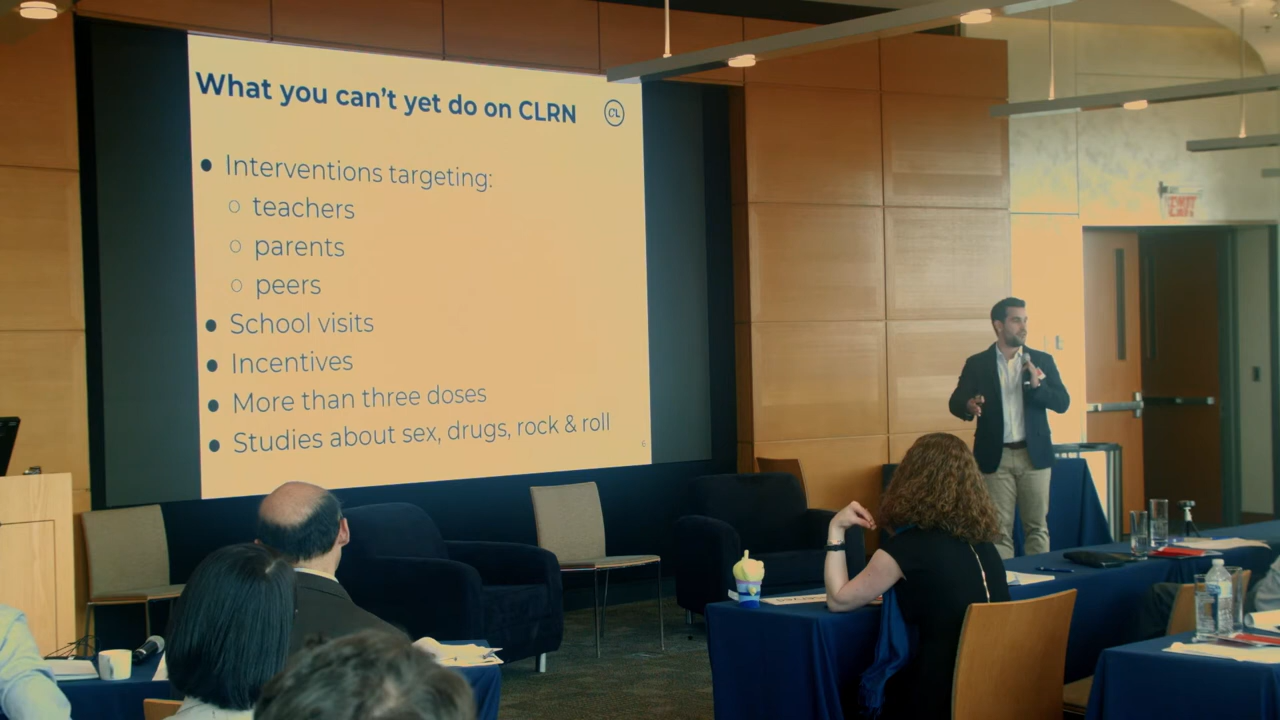 What you can't yet do on CLRN
CL
● Interventions targeting:
○ teachers
○ parents
○ peers
● School visits
● Incentives
● More than three doses
● Studies about sex, drugs, rock & roll
6